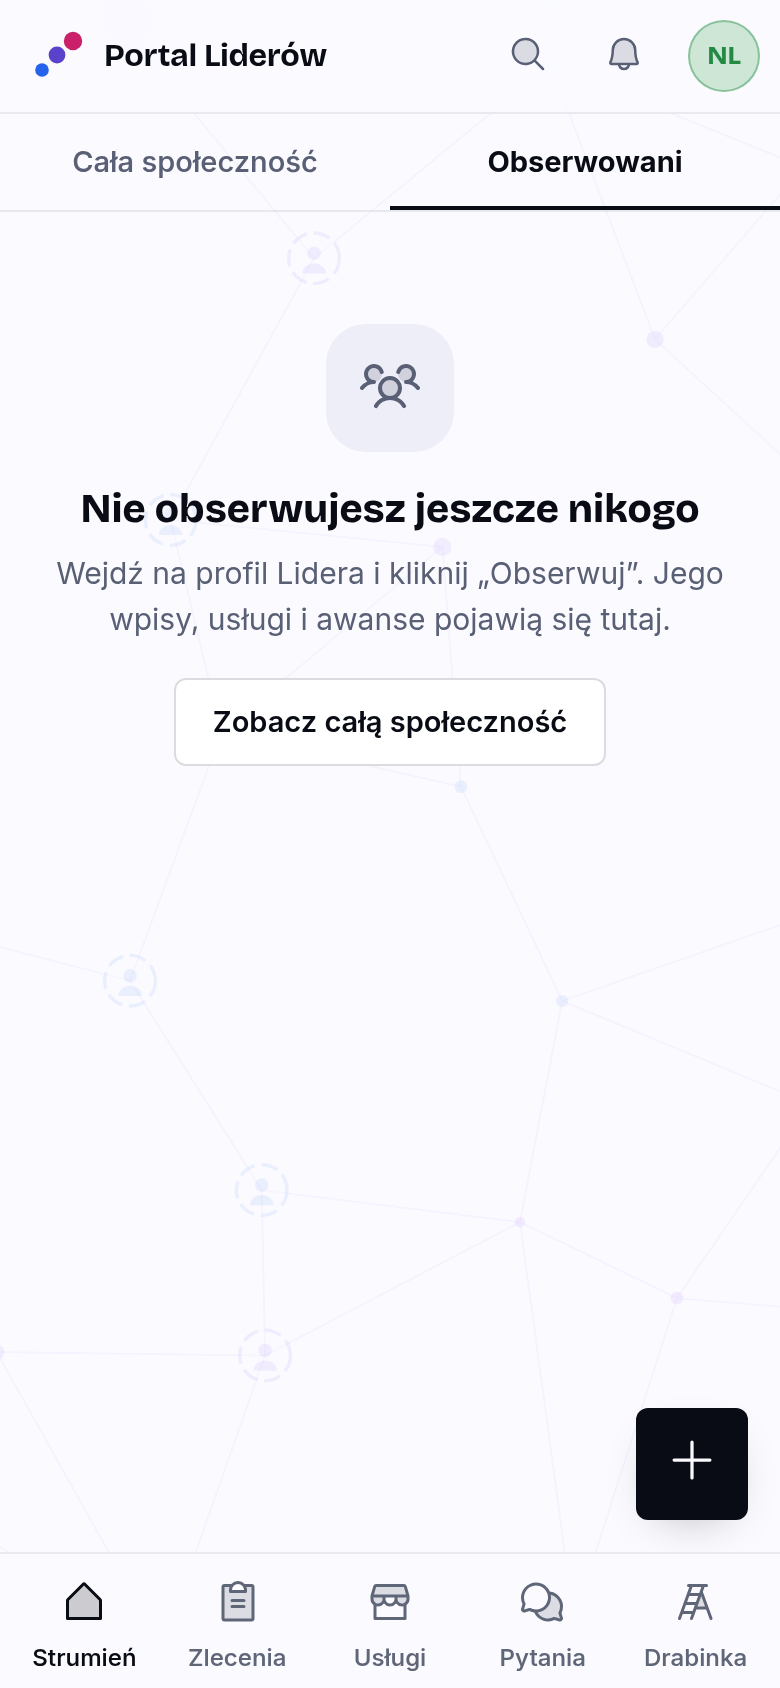 Portal Liderów
NL
Cała społeczność
Obserwowani
Nie obserwujesz jeszcze nikogo
Wejdź na profil Lidera i kliknij „Obserwuj”. Jego
wpisy, usługi i awanse pojawią się tutaj.
Zobacz całą społeczność
Strumień
Zlecenia
Usługi
Pytania
Drabinka